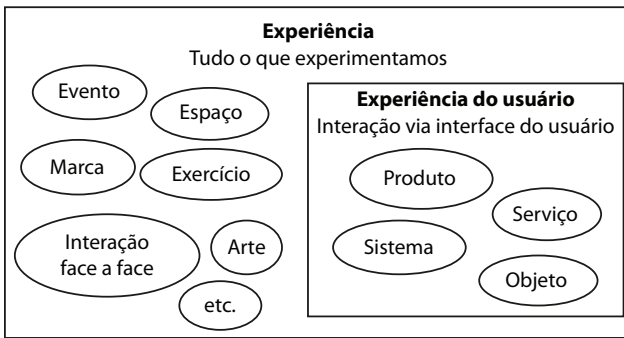 Experiência
Tudo o que experimentamos
Evento
Espaço
Marca
Exercício
Interação
face a face
Arte
etc.
Experiência do usuário
Interação via interface do usuário
Produto
Serviço
Sistema
Objeto